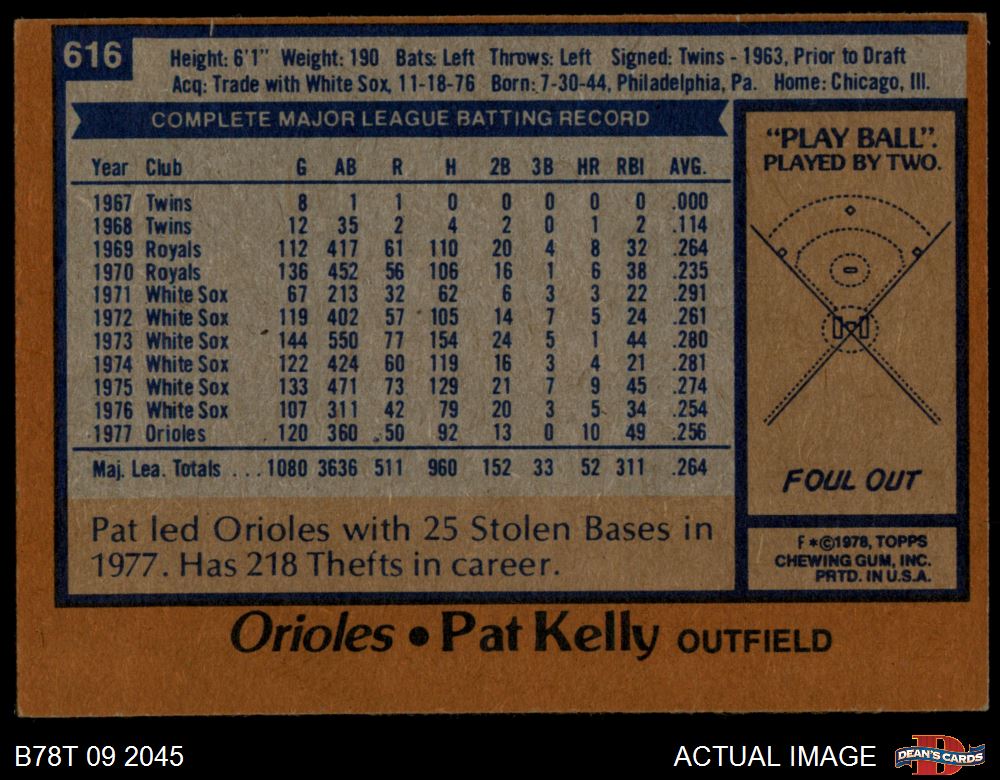 616
Height: 6'1" Weight: 190 Bats: Left Throws: Left Signed: Twins - 1963, Prior to Draft
Acq: Trade with White Sox, 11-18-76 Born: 7-30-44, Philadelphia, Pa. Home: Chicago, Ill.
COMPLETE MAJOR LEAGUE BATTING RECORD
Year Club G AB R H 2B 3B HR RBI AVG.
1967 Twins 8 1 1 0 0 0 0 0 .000
1968 Twins 12 35 2 4 2 0 1 2 .114
1969 Royals 112 417 61 110 20 4 8 32 .264
1970 Royals 136 452 56 106 16 1 6 38 .235
1971 White Sox 67 213 32 62 6 3 3 22 .291
1972 White Sox 119 402 57 105 14 7 5 24 .261
1973 White Sox 144 550 77 154 24 5 1 44 .280
1974 White Sox 122 424 60 119 16 3 4 21 .281
1975 White Sox 133 471 73 129 21 7 9 45 .274
1976 White Sox 107 311 42 79 20 3 5 34 .254
1977 Orioles 120 360 50 92 13 0 10 49 .256
Maj. Lea. Totals ...1080 3636 511 960 152 33 52 311 .264
Pat led Orioles with 25 Stolen Bases in
1977. Has 218 Thefts in career.
"PLAY BALL".
PLAYED BY TWO.
FOUL OUT
F *©1978, TOPPS
CHEWING GUM, INC.
PRTD. IN U.S.A.
Orioles • Pat Kelly OUTFIELD
B78T 09 2045
ACTUAL IMAGE
D
DEAN'S CARDS